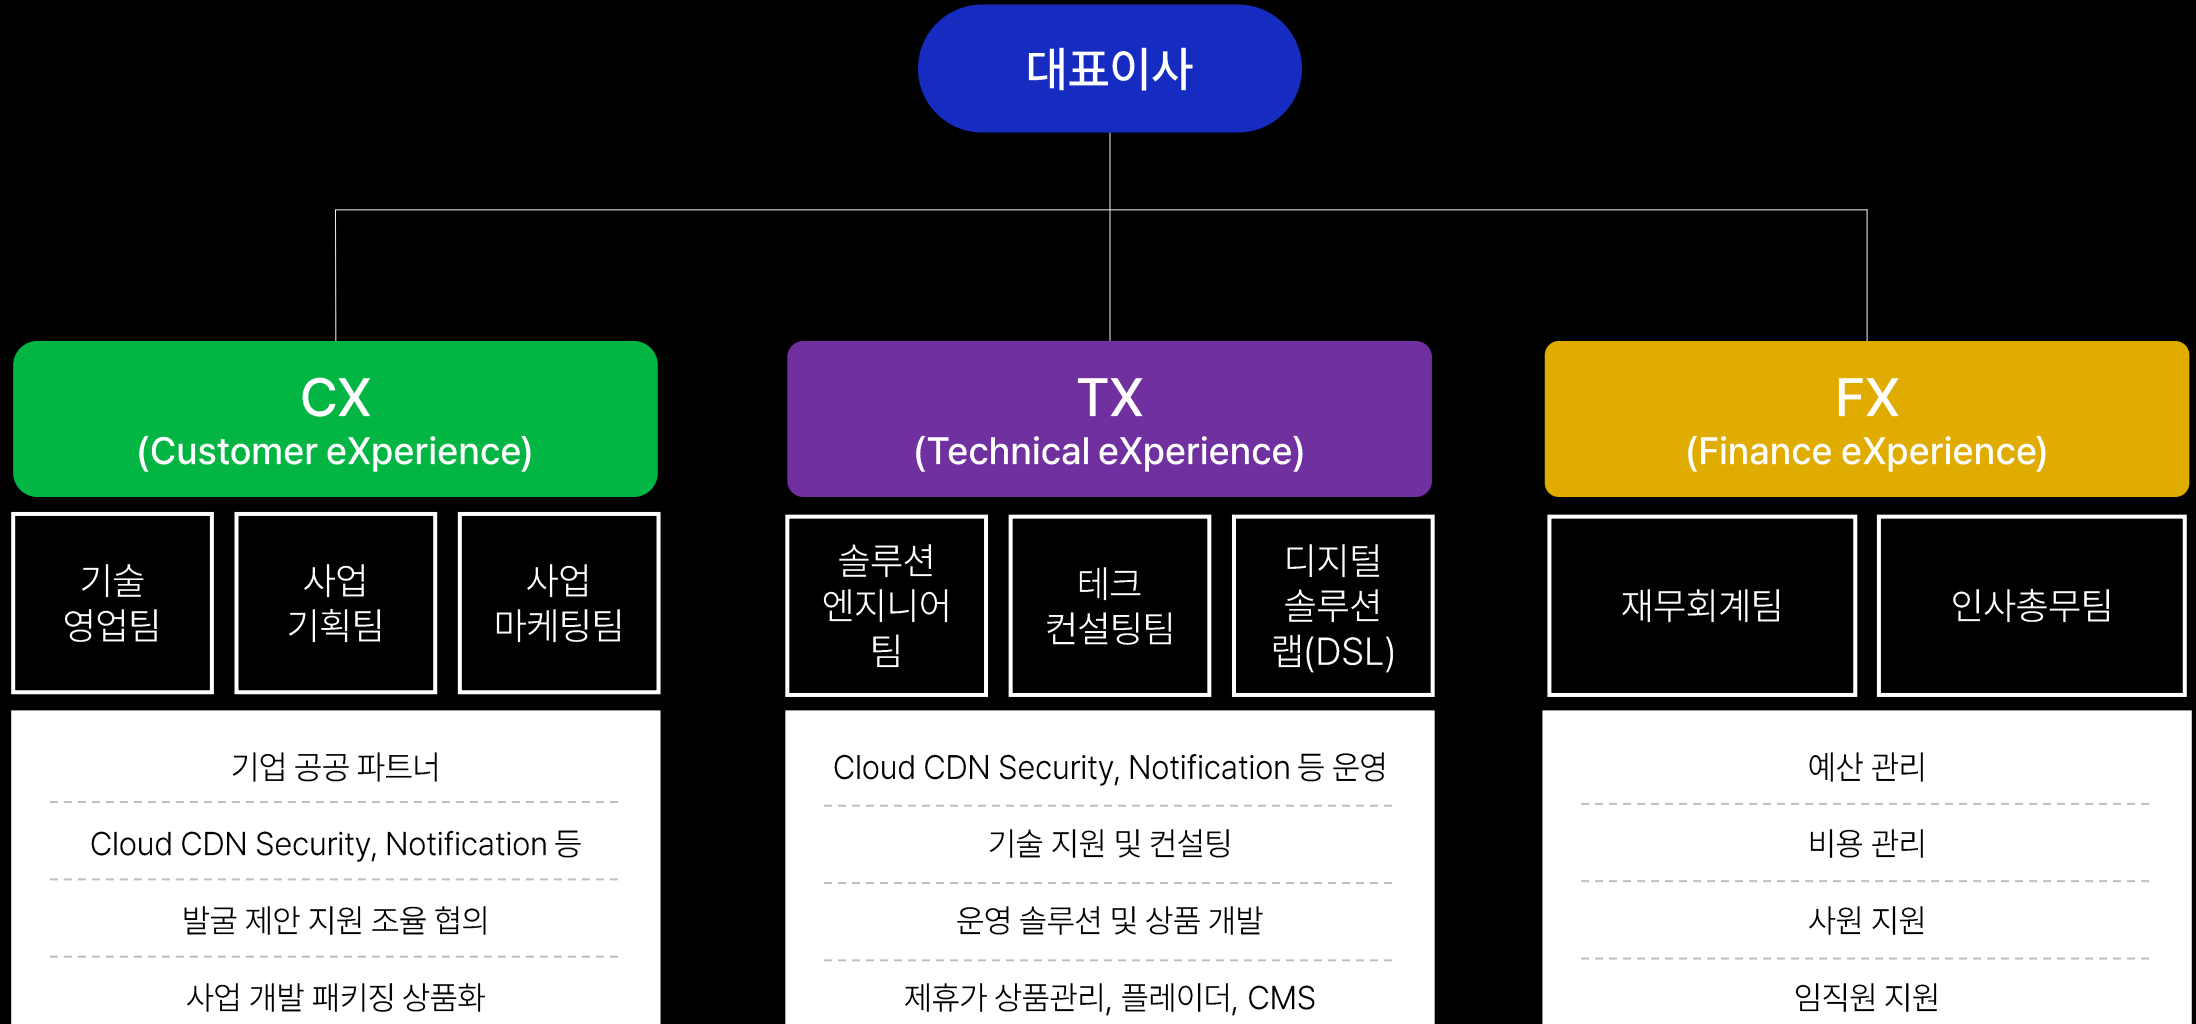 대표이사
CX
(Customer eXperience)
기술
영업팀
사업
기획팀
사업
마케팅팀
기업 공공 파트너
Cloud CDN Security, Notification 등
발굴 제안 지원 조율 협의
사업 개발 패키징 상품화
TX
(Technical eXperience)
솔루션
엔지니어
팀
테크
컨설팅팀
디지털
솔루션
랩(DSL)
Cloud CDN Security, Notification 등 운영
기술 지원 및 컨설팅
운영 솔루션 및 상품 개발
제휴가 상품관리, 플레이더, CMS
FX
(Finance eXperience)
재무회계팀
인사총무팀
예산 관리
비용 관리
사원 지원
임직원 지원